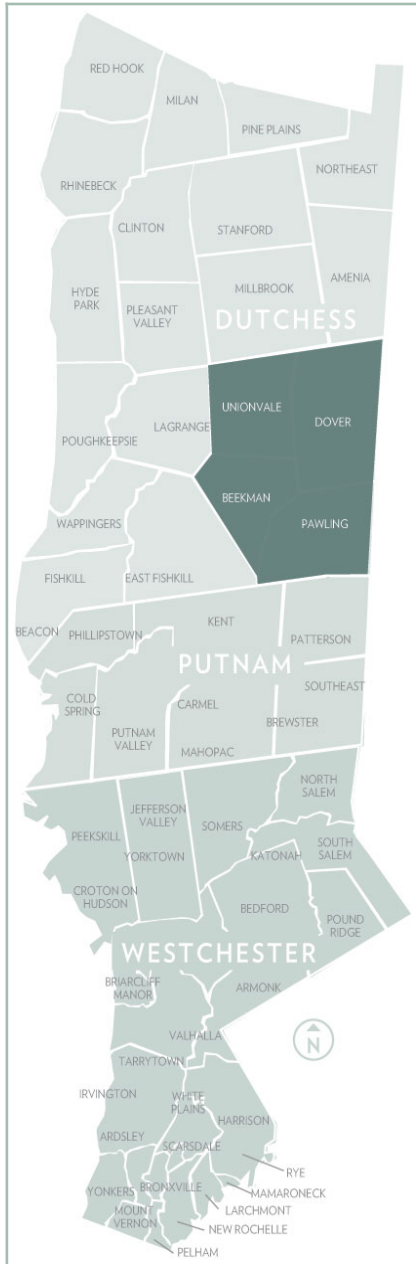 RED HOOK
MILAN
PINE PLAINS
NORTHEAST
RHINEBECK
CLINTON
STANFORD
AMENIA
HYDE
PARK
MILLBROOK
PLEASANT
VALLEY
DUTCHESS
UNIONVALE
DOVER
LAGRANGE
POUGHKEEPSIE
BEEKMAN
PAWLING
WAPPINGERS
FISHKILL
EAST FISHKILL
KENT
BEACON
PHILLIPSTOWN
PATTERSON
PUTNAM
SOUTHEAST
COLD
SPRING
CARMEL
BREWSTER
PUTNAM
VALLEY
MAHOPAC
NORTH
SALEM
JEFFERSON
VALLEY
SOMERS
PEEKSKILL
YORKTOWN
KATONAH
SOUTH
SALEM
CROTON ON
HUDSON
BEDFORD
POUND
RIDGE
WESTCHESTER
BRIARCLIFF
MANOR
ARMONK
VALHALLA
N
TARRYTOWN
IRVINGTON
WHITE
PLAINS
HARRISON
ARDSLEY
SCARSDALE
RYE
YONKERS
BRONXVILLE
MAMARONECK
LARCHMONT
MOUNT
VERNON
NEW ROCHELLE
PELHAM